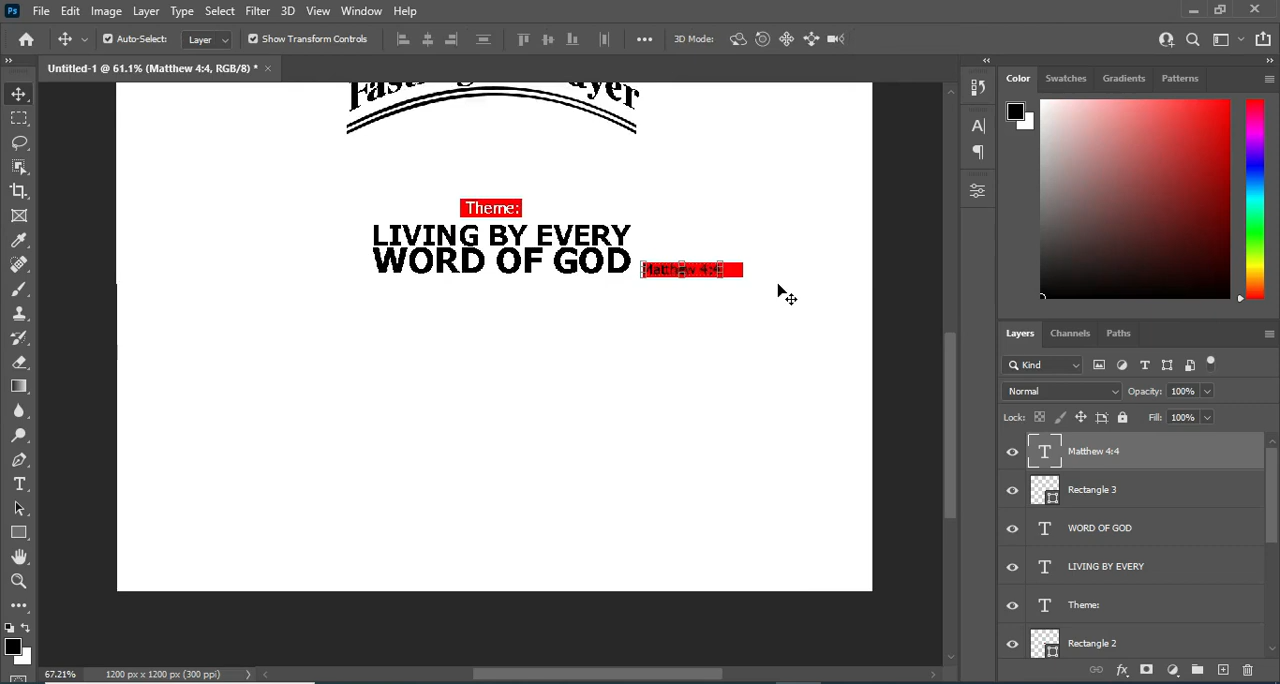 Ps File Edit Image Layer Type Select Filter 3D View Window Help
Auto-Select: Layer Show Transform Controls 3D Mode:
Untitled-1 @ 61.1% (Matthew 4:4, RGB/8) *
Theme:
LIVING BY EVERY
WORD OF GOD
Matthew 4:4
Color Swatches Gradients Patterns
Layers Channels Paths
Kind
Normal Opacity: 100%
Lock: Fill: 100%
Matthew 4:4
Rectangle 3
WORD OF GOD
LIVING BY EVERY
Theme:
Rectangle 2
67.21% 1200 px x 1200 px (300 ppi)